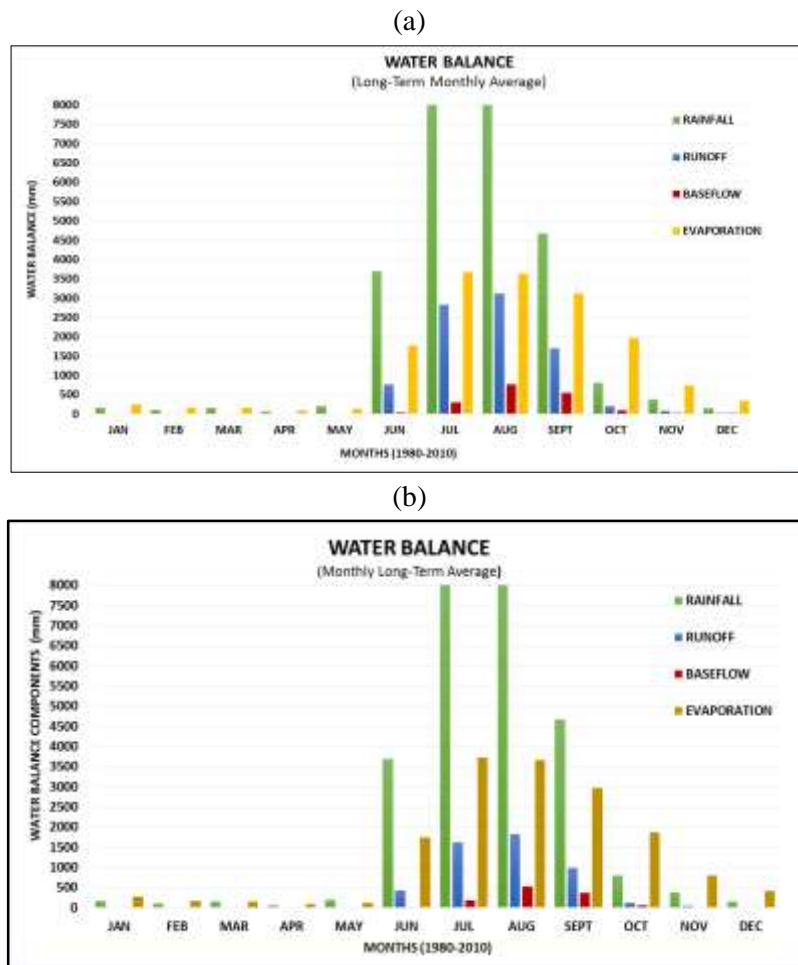 (a)
WATER BALANCE
(Long-Term Monthly Average)
8000
7500
7000
6500
6000
5500
5000
4500
4000
3500
3000
2500
2000
1500
1000
500
0
WATER BALANCE (mm)
RAINFALL
RUNOFF
BASEFLOW
EVAPORATION
JAN FEB MAR APR MAY JUN JUL AUG SEPT OCT NOV DEC
MONTHS (1980-2010)
(b)
WATER BALANCE
(Monthly Long-Term Average)
8000
7500
7000
6500
6000
5500
5000
4500
4000
3500
3000
2500
2000
1500
1000
500
0
WATER BALANCE COMPONENTS (mm)
RAINFALL
RUNOFF
BASEFLOW
EVAPORATION
JAN FEB MAR APR MAY JUN JUL AUG SEPT OCT NOV DEC
MONTHS (1980-2010)